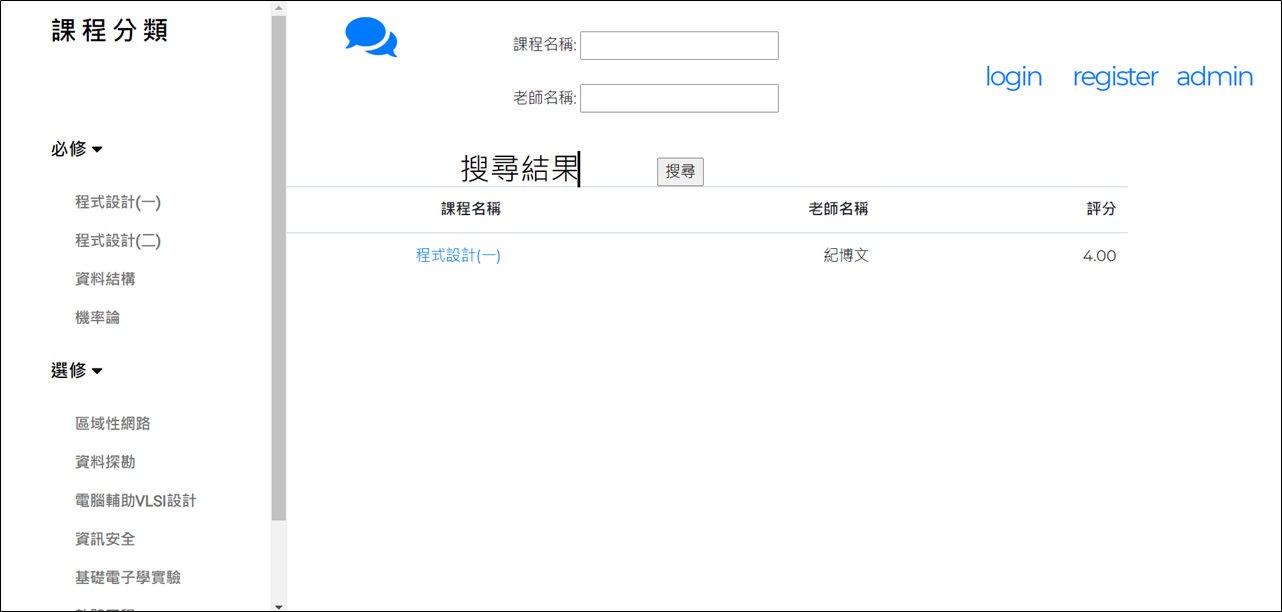 課程分類
必修
程式設計(一)
程式設計(二)
資料結構
機率論
選修
區域性網路
資料探勘
電腦輔助VLSI設計
資訊安全
基礎電子學實驗
課程名稱:
老師名稱:
login register admin
搜尋結果 搜尋
課程名稱 老師名稱 評分
程式設計(一) 紀博文 4.00